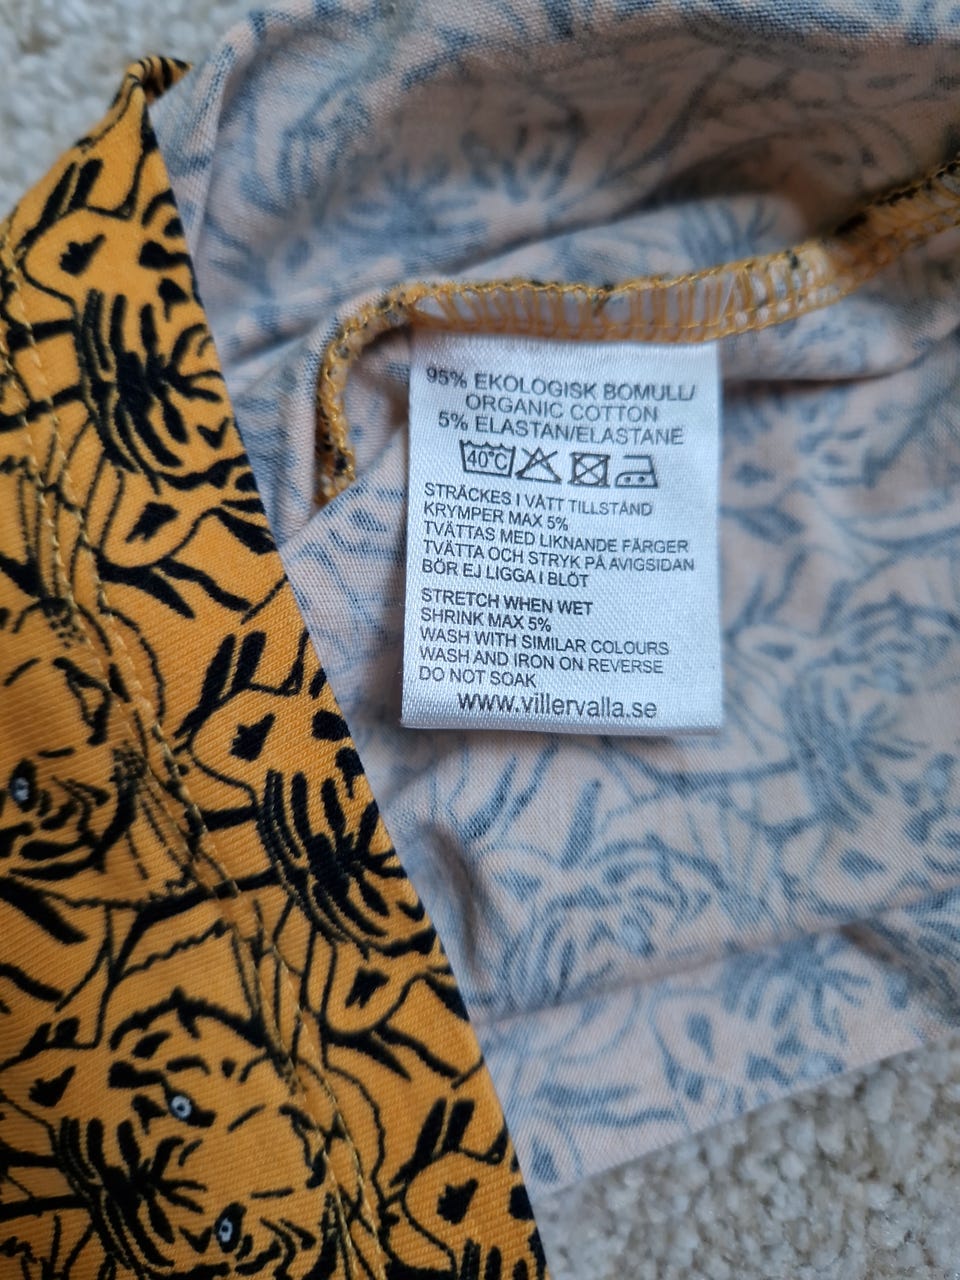 95% EKOLOGISK BOMULL/
ORGANIC COTTON
5% ELASTAN/ELASTANE
40°C
STRÄCKES I VÅTT TILLSTÅND
KRYMPER MAX 5%
TVÄTTAS MED LIKNANDE FÄRGER
TVÄTTA OCH STRYK PÅ AVIGSIDAN
BÖR EJ LIGGA I BLÖT
STRETCH WHEN WET
SHRINK MAX 5%
WASH WITH SIMILAR COLOURS
WASH AND IRON ON REVERSE
DO NOT SOAK
www.villervalla.se